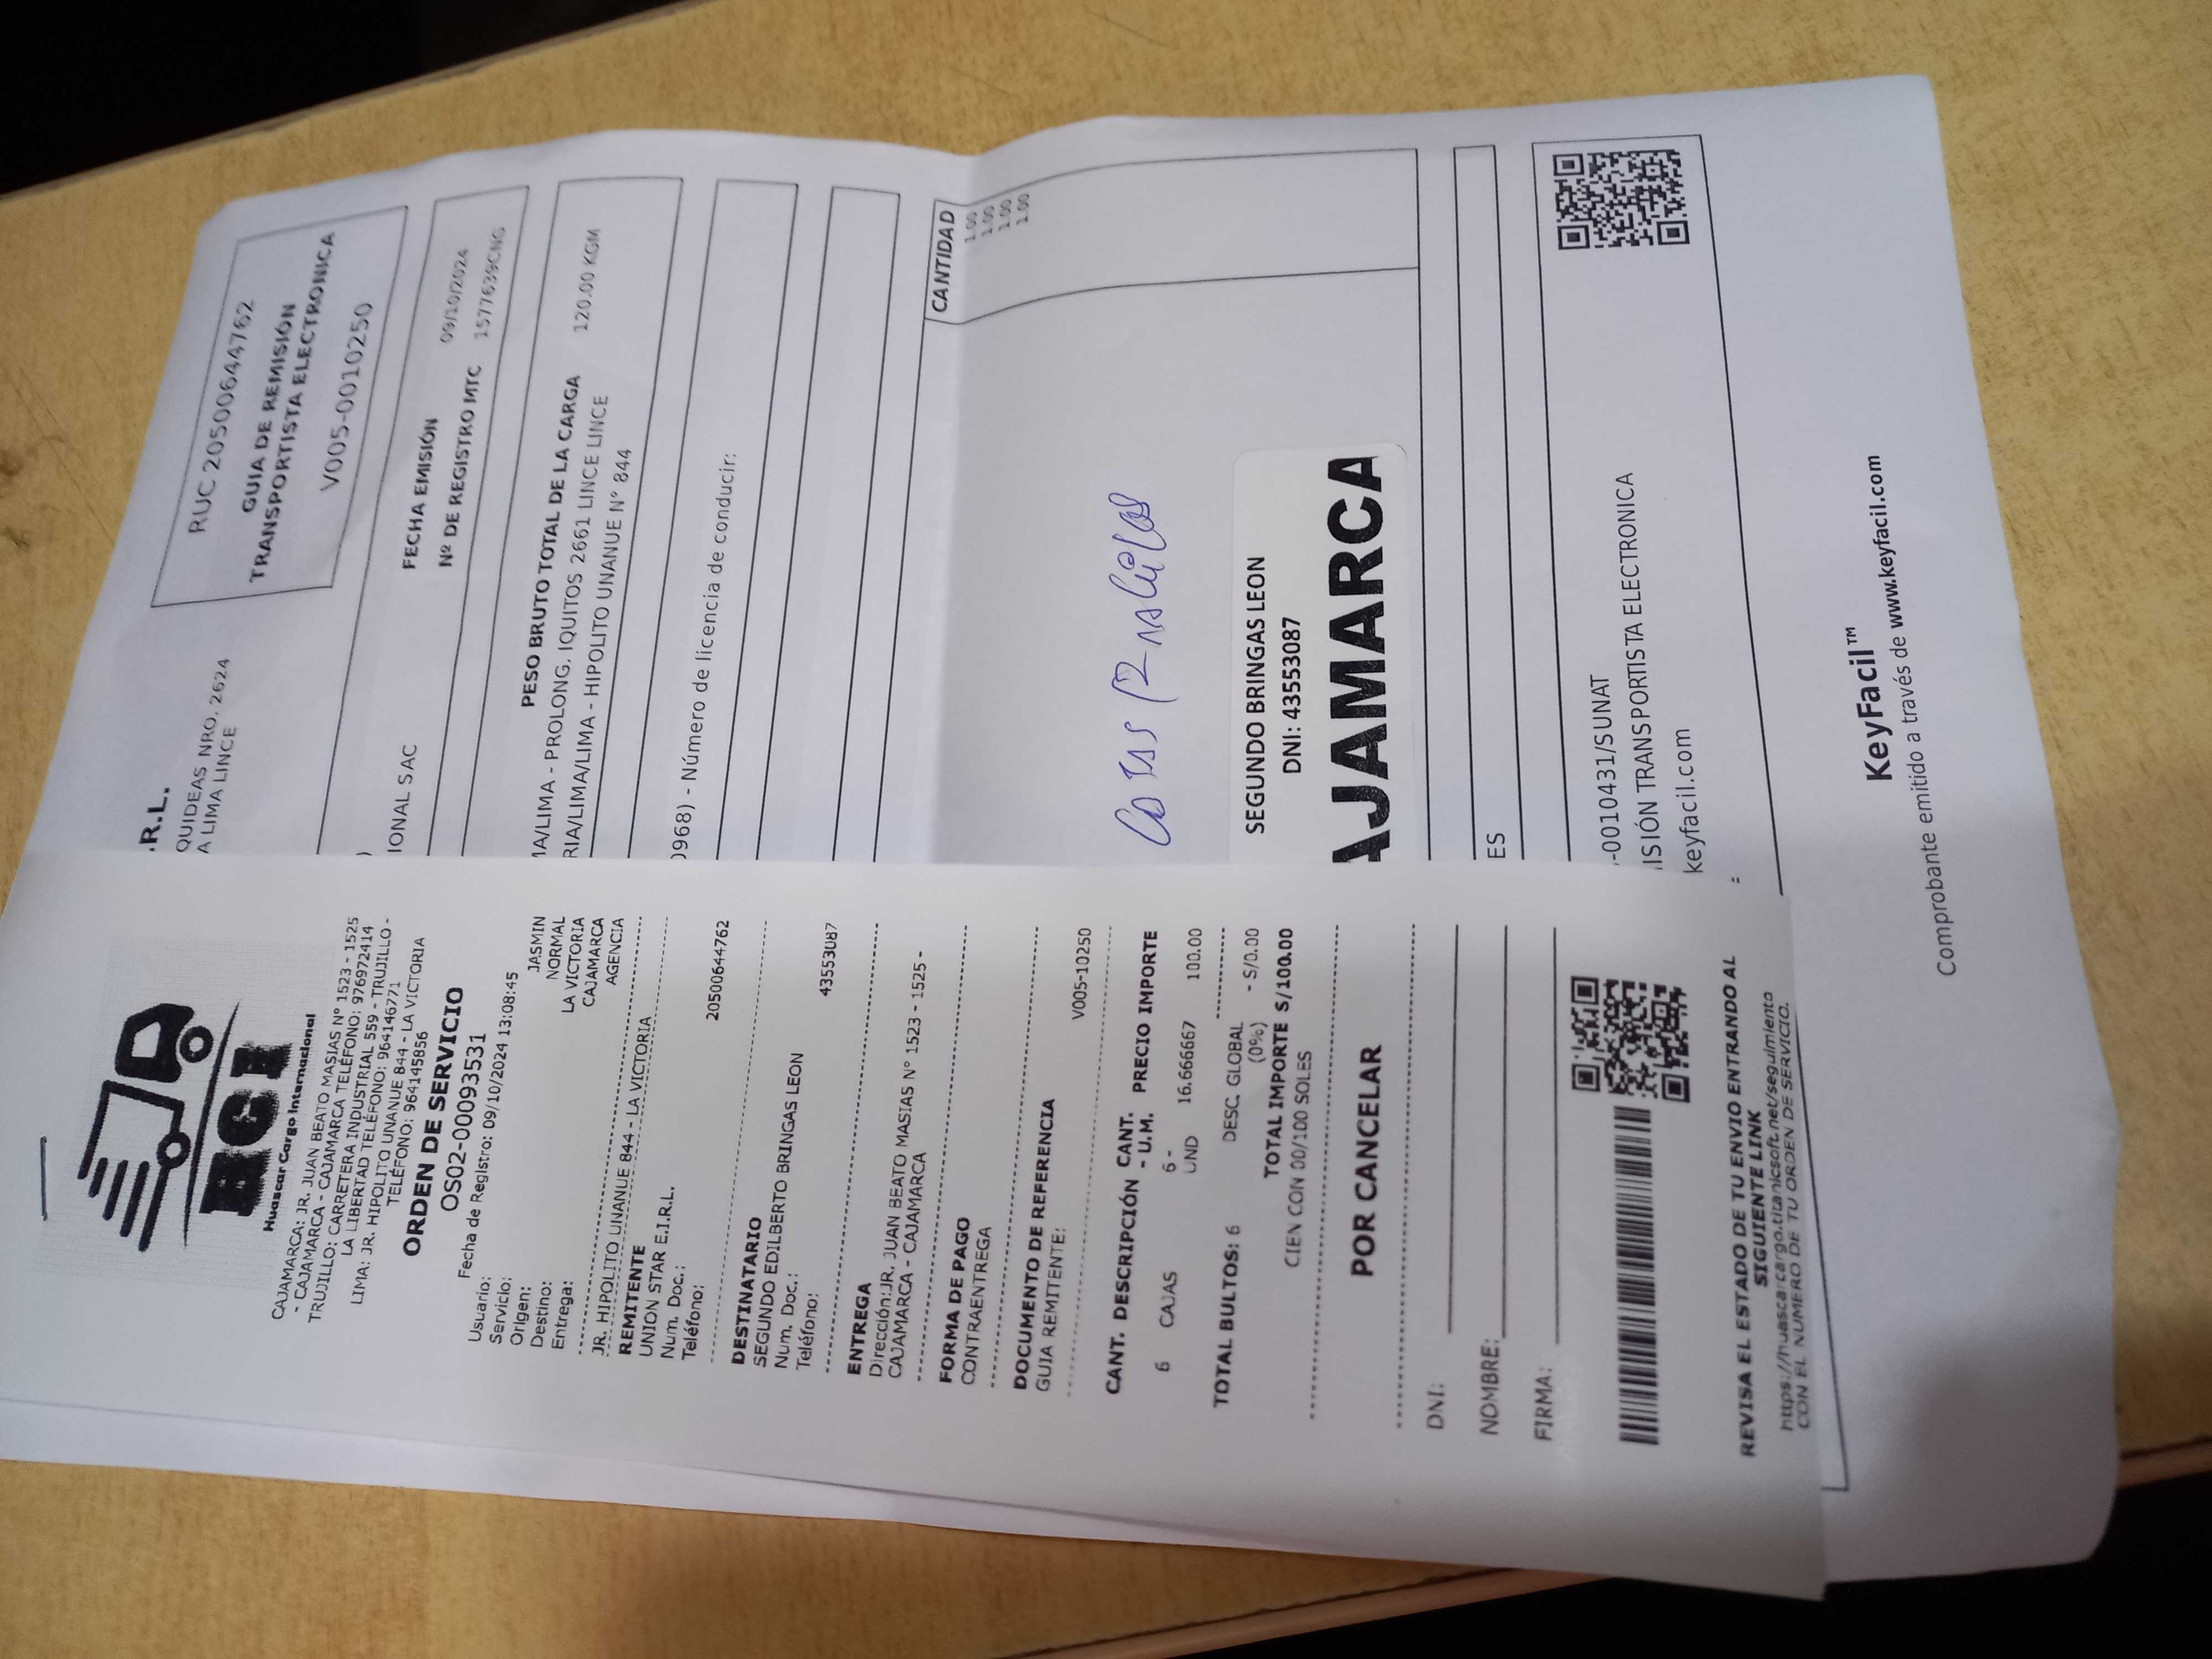 HCI
Huascar Cargo Internacional
CAJAMARCA: JR. JUAN BEATO MASIAS Nº 1523 - 1525
- CAJAMARCA - CAJAMARCA TELÉFONO: 976972414
TRUJILLO: CARRETERA INDUSTRIAL 559 - TRUJILLO -
LA LIBERTAD TELÉFONO: 964146771
LIMA: JR. HIPOLITO UNANUE 844 - LA VICTORIA
TELÉFONO: 964145856
ORDEN DE SERVICIO
OS02-00093531
Fecha de Registro: 09/10/2024 13:08:45
Usuario: JASMIN
Servicio: NORMAL
Origen: LA VICTORIA
Destino: CAJAMARCA
Entrega: AGENCIA
JR. HIPOLITO UNANUE 844 - LA VICTORIA
REMITENTE
UNION STAR E.I.R.L.
Num. Doc.: 20500644762
Teléfono:
DESTINATARIO
SEGUNDO EDILBERTO BRINGAS LEON
Num. Doc.: 43553087
Teléfono:
ENTREGA
Dirección:JR. JUAN BEATO MASIAS Nº 1523 - 1525 -
CAJAMARCA - CAJAMARCA
FORMA DE PAGO
CONTRAENTREGA
DOCUMENTO DE REFERENCIA
GUIA REMITENTE: V005-10250
CANT. DESCRIPCIÓN CANT. - U.M. PRECIO IMPORTE
6 CAJAS 6 - UND 16.666667 100.00
TOTAL BULTOS: 6 DESC. GLOBAL (0%) - S/0.00
TOTAL IMPORTE S/100.00
CIEN CON 00/100 SOLES
POR CANCELAR
DNI:
NOMBRE:
FIRMA:
REVISA EL ESTADO DE TU ENVIO ENTRANDO AL
SIGUIENTE LINK
https://huascarcargo.titanicsoft.net/seguimiento
CON EL NUMERO DE TU ORDEN DE SERVICIO.
.R.L.
QUIDEAS NRO. 2624
A LIMA LINCE
RUC 20500644762
GUIA DE REMISIÓN
TRANSPORTISTA ELECTRONICA
V005-0010250
)
IONAL SAC
FECHA EMISIÓN 09/10/2024
Nº DE REGISTRO MTC 1577639CNG
PESO BRUTO TOTAL DE LA CARGA 120.00 KGM
MA/LIMA - PROLONG. IQUITOS 2661 LINCE LINCE
RIA/LIMA/LIMA - HIPOLITO UNANUE N° 844
0968) - Número de licencia de conducir:
CANTIDAD
1.00
1.00
1.00
1.00
SEGUNDO BRINGAS LEON
DNI: 43553087
AJAMARCA
ES
-0010431/SUNAT
ISIÓN TRANSPORTISTA ELECTRONICA
keyfacil.com
KeyFacil™
Comprobante emitido a través de www.keyfacil.com